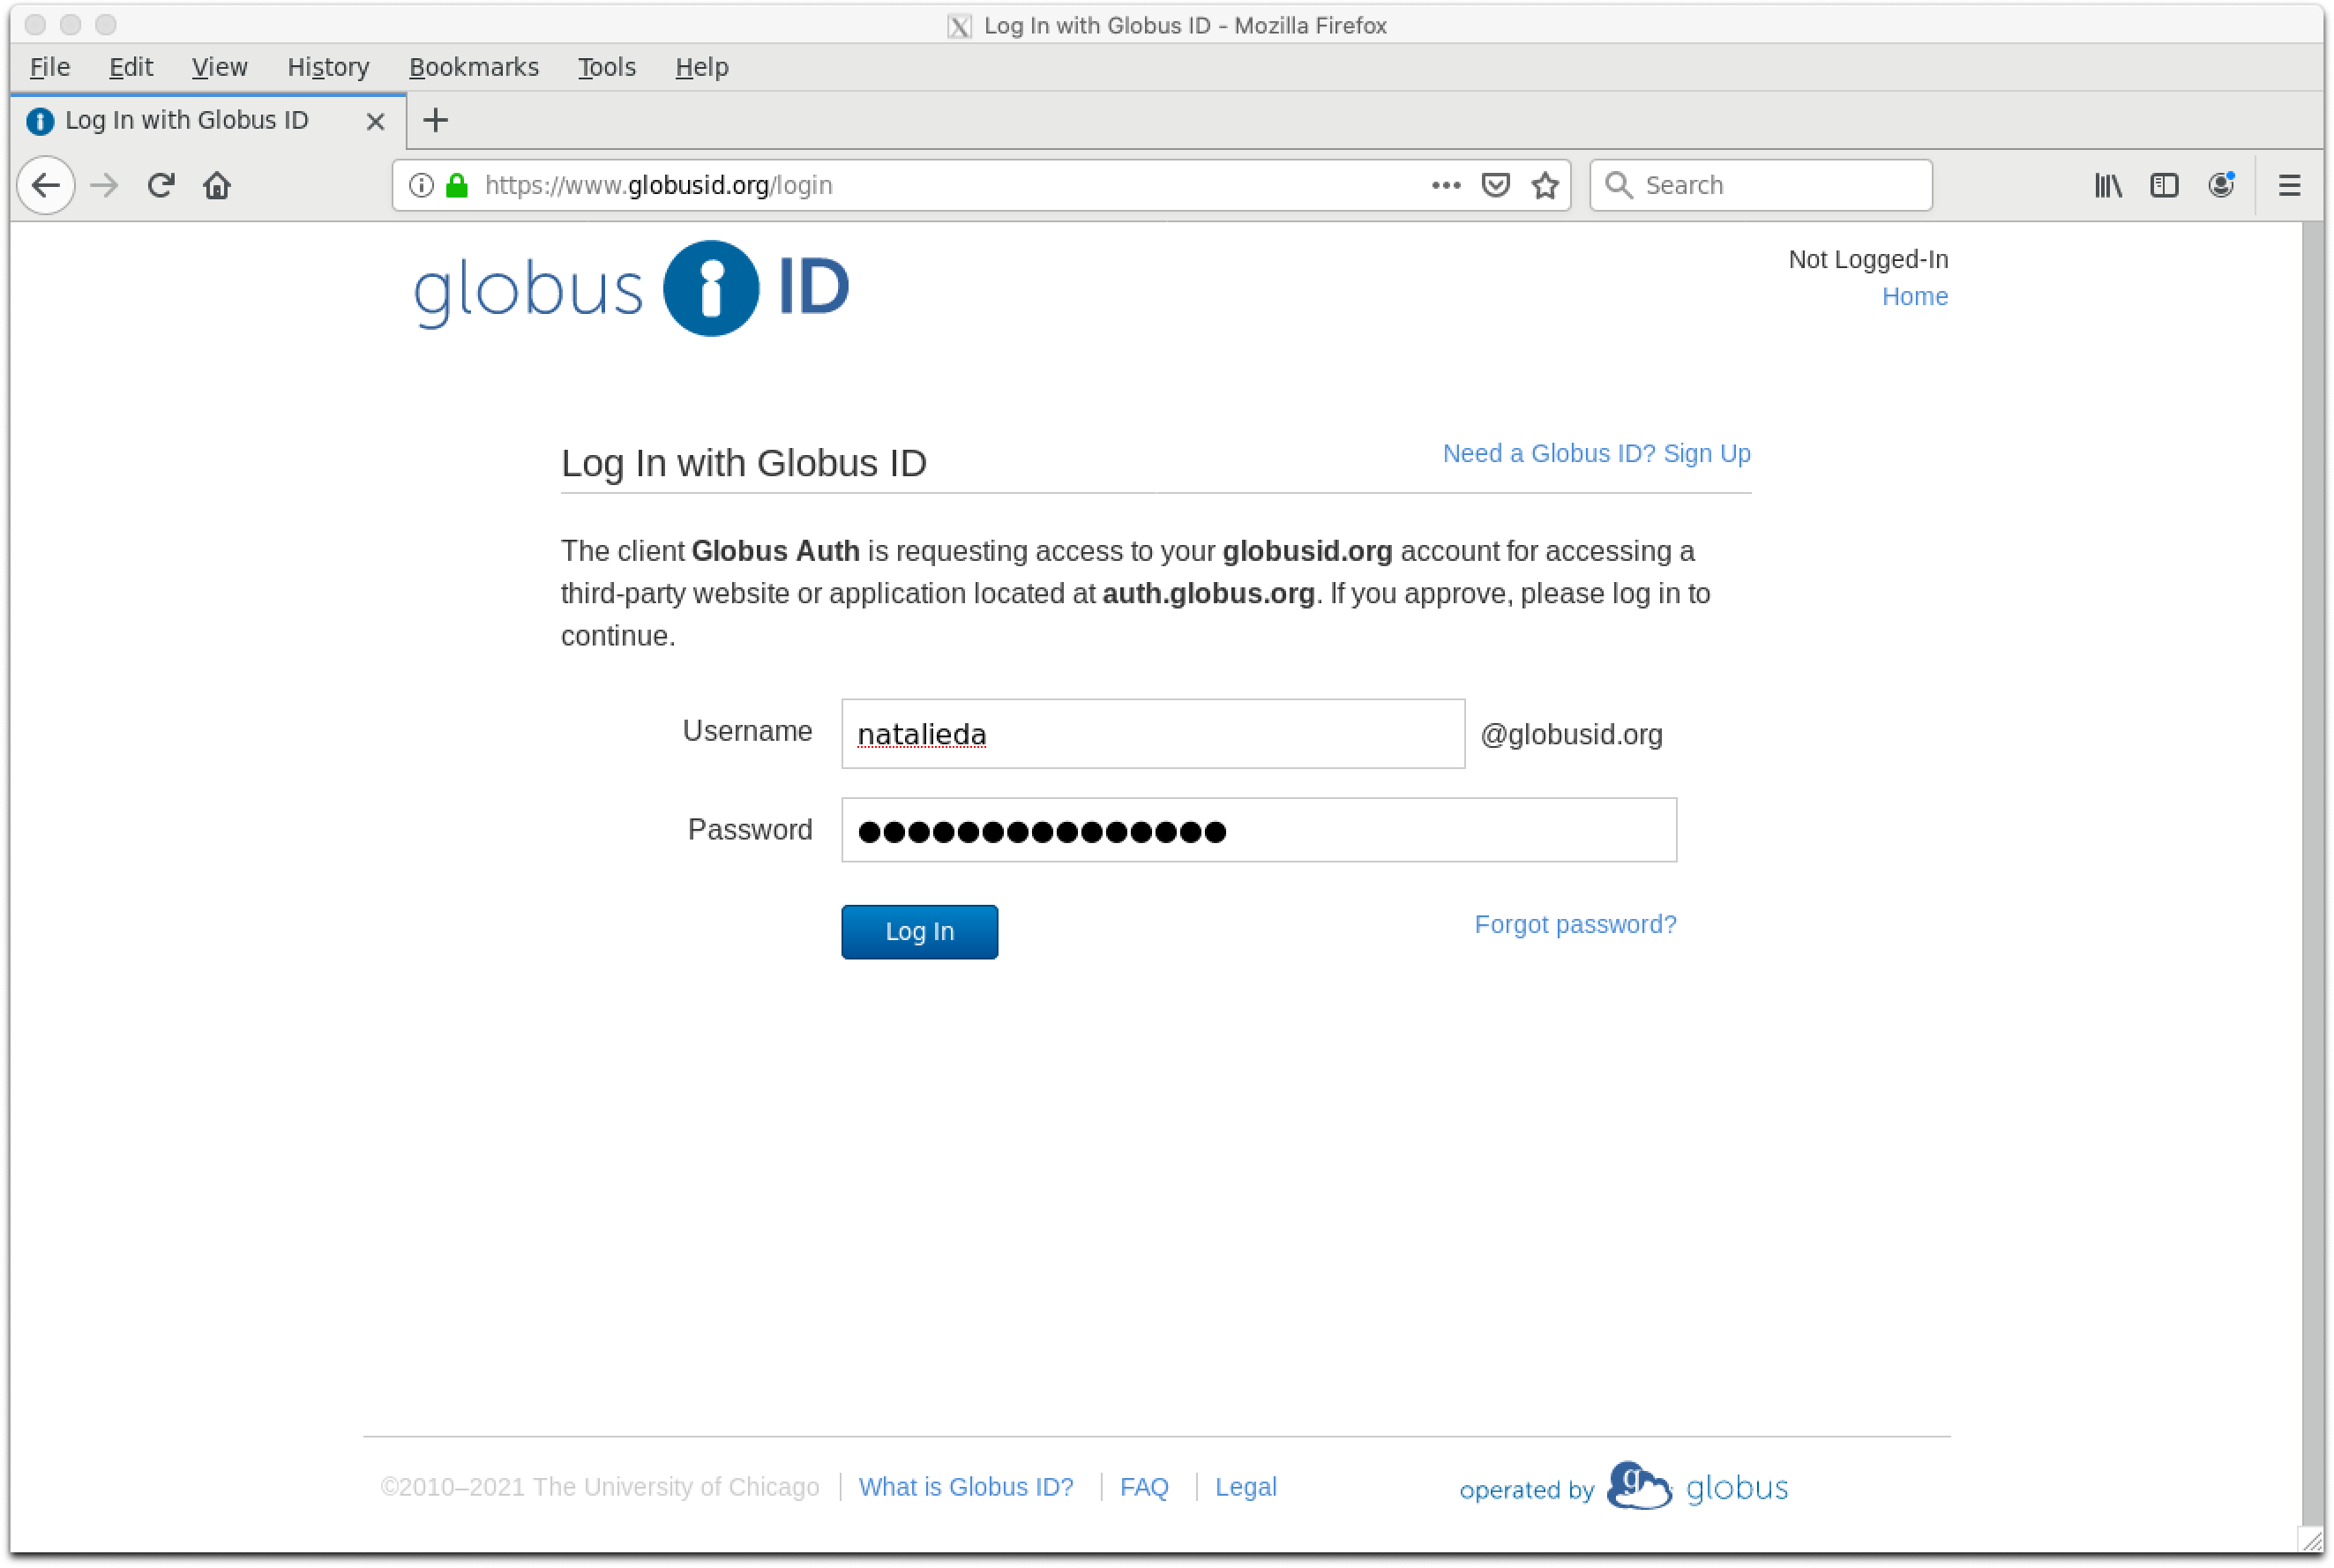 Log In with Globus ID - Mozilla Firefox
File Edit View History Bookmarks Tools Help
Log In with Globus ID
https://www.globusid.org/login
Search
globus ID
Not Logged-In
Home
Log In with Globus ID
Need a Globus ID? Sign Up
The client Globus Auth is requesting access to your globusid.org account for accessing a
third-party website or application located at auth.globus.org. If you approve, please log in to
continue.
Username natalieda @globusid.org
Password ●●●●●●●●●●●●●●●
Log In
Forgot password?
©2010–2021 The University of Chicago | What is Globus ID? | FAQ | Legal
operated by globus